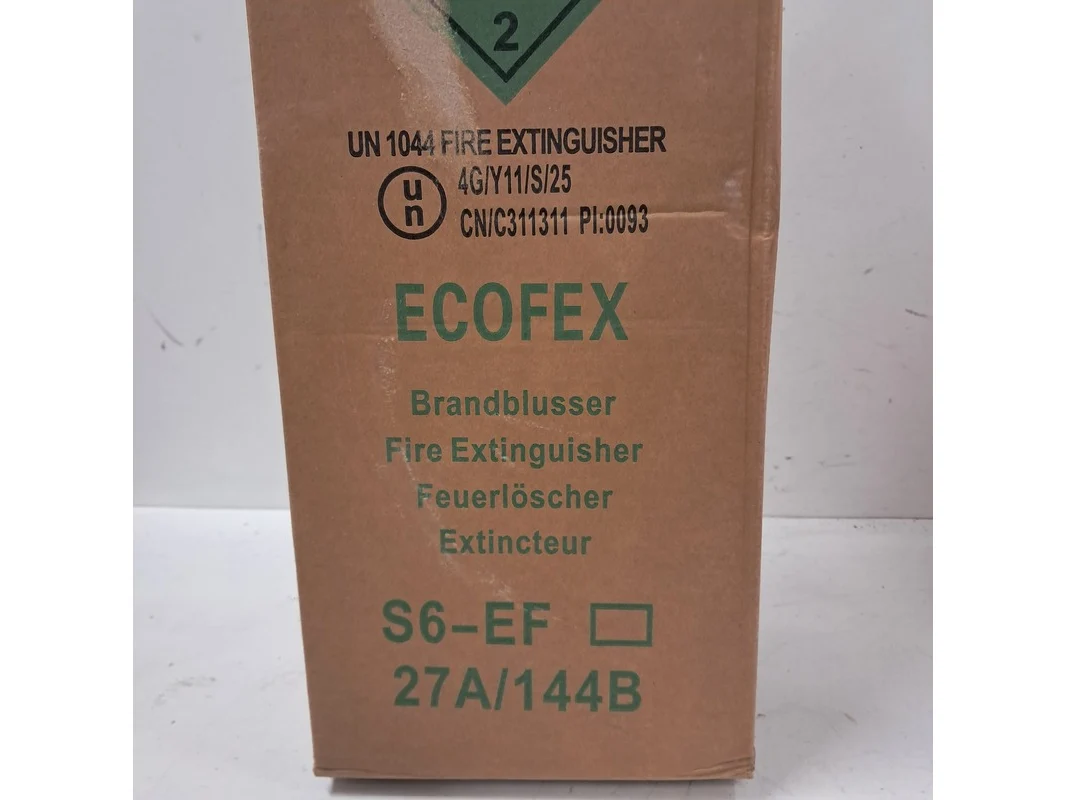 2
UN 1044 FIRE EXTINGUISHER
un 4G/Y11/S/25
CN/C311311 PI:0093
ECOFEX
Brandblusser
Fire Extinguisher
Feuerlöscher
Extincteur
S6-EF
27A/144B